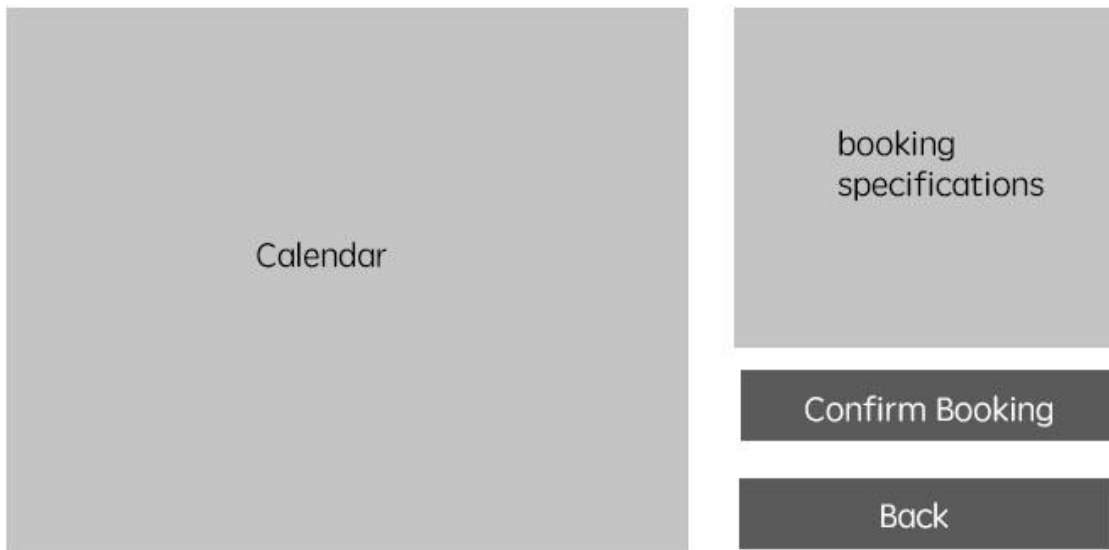 Calendar
booking
specifications
Confirm Booking
Back